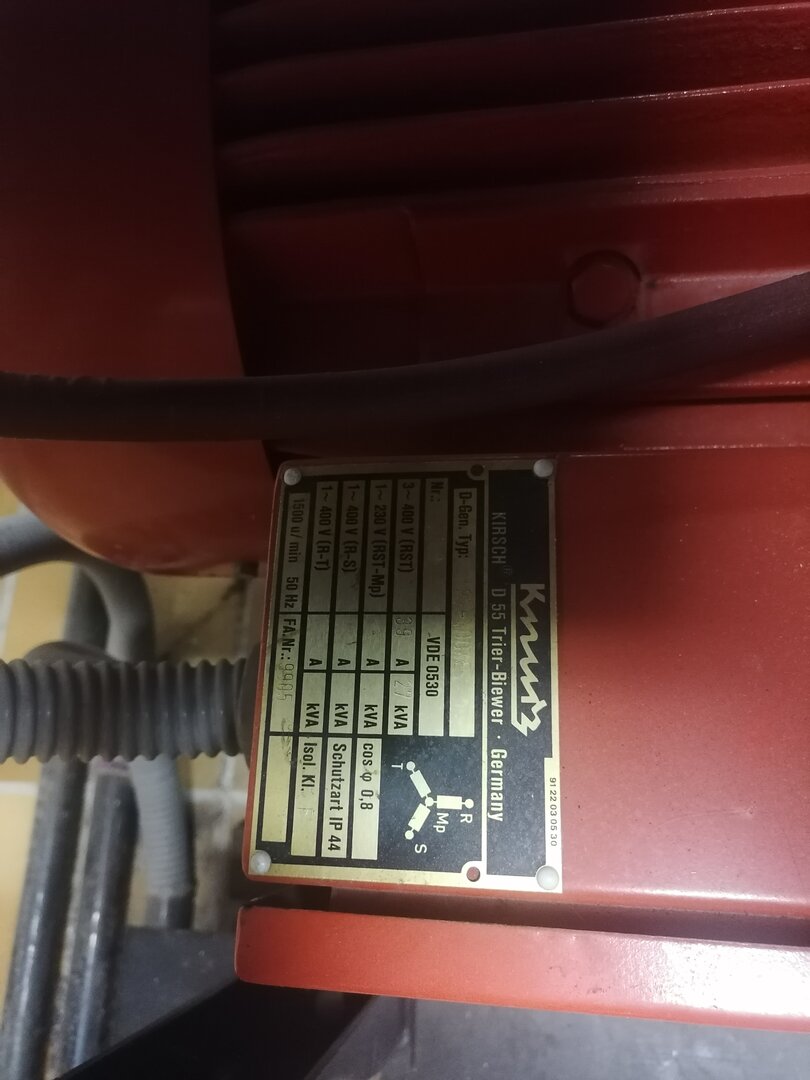 91 22 03 05 30
KIRSCH D 55 Trier-Biewer · Germany
D-Gen. Typ:
Nr.: VDE 0530
3~ 400 V (RST) 39 A 27 kVA
1~ 230 V (RST-Mp) A kVA cos φ 0,8
1~ 400 V (R-S) A kVA Schutzart IP 44
1~ 400 V (R-T) A kVA Isol. Kl.
1500 u/min 50 Hz FA.Nr.:
R
Mp
S
T